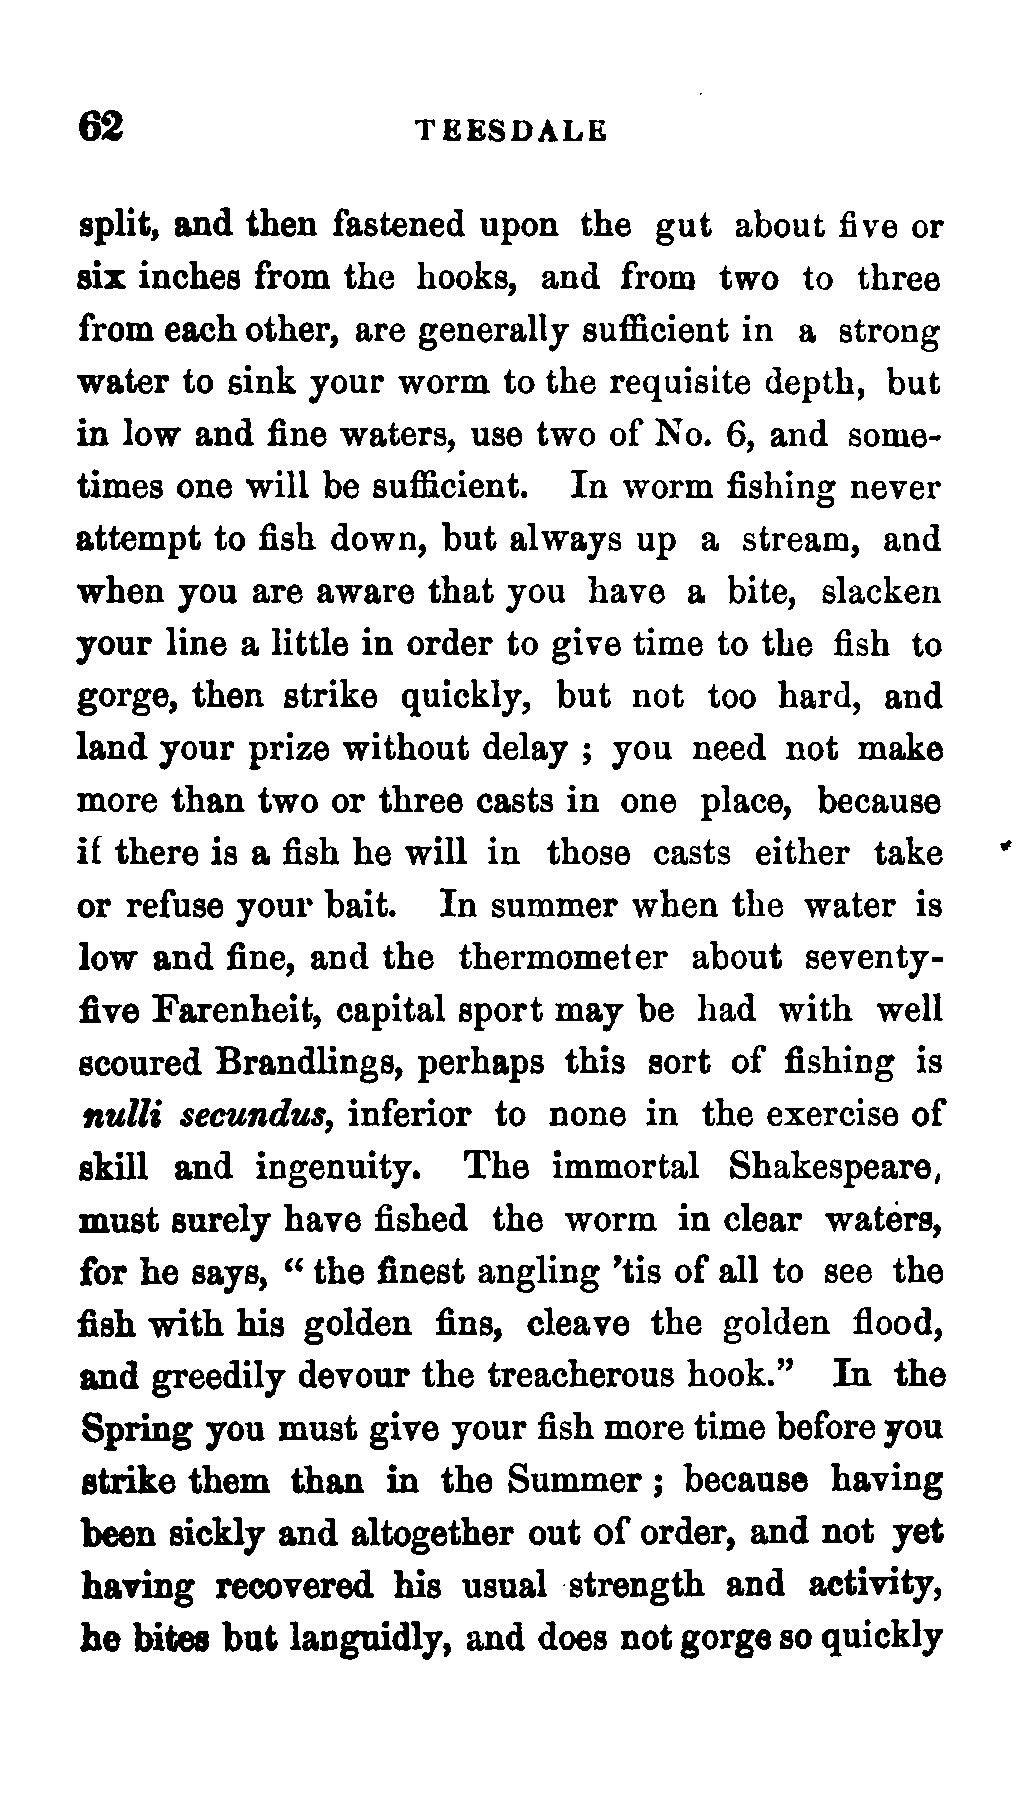 62 TEESDALE
split, and then fastened upon the gut about five or
six inches from the hooks, and from two to three
from each other, are generally sufficient in a strong
water to sink your worm to the requisite depth, but
in low and fine waters, use two of No. 6, and some-
times one will be sufficient. In worm fishing never
attempt to fish down, but always up a stream, and
when you are aware that you have a bite, slacken
your line a little in order to give time to the fish to
gorge, then strike quickly, but not too hard, and
land your prize without delay ; you need not make
more than two or three casts in one place, because
if there is a fish he will in those casts either take
or refuse your bait. In summer when the water is
low and fine, and the thermometer about seventy-
five Farenheit, capital sport may be had with well
scoured Brandlings, perhaps this sort of fishing is
nulli secundus, inferior to none in the exercise of
skill and ingenuity. The immortal Shakespeare,
must surely have fished the worm in clear waters,
for he says, “ the finest angling ’tis of all to see the
fish with his golden fins, cleave the golden flood,
and greedily devour the treacherous hook.” In the
Spring you must give your fish more time before you
strike them than in the Summer ; because having
been sickly and altogether out of order, and not yet
having recovered his usual strength and activity,
he bites but languidly, and does not gorge so quickly